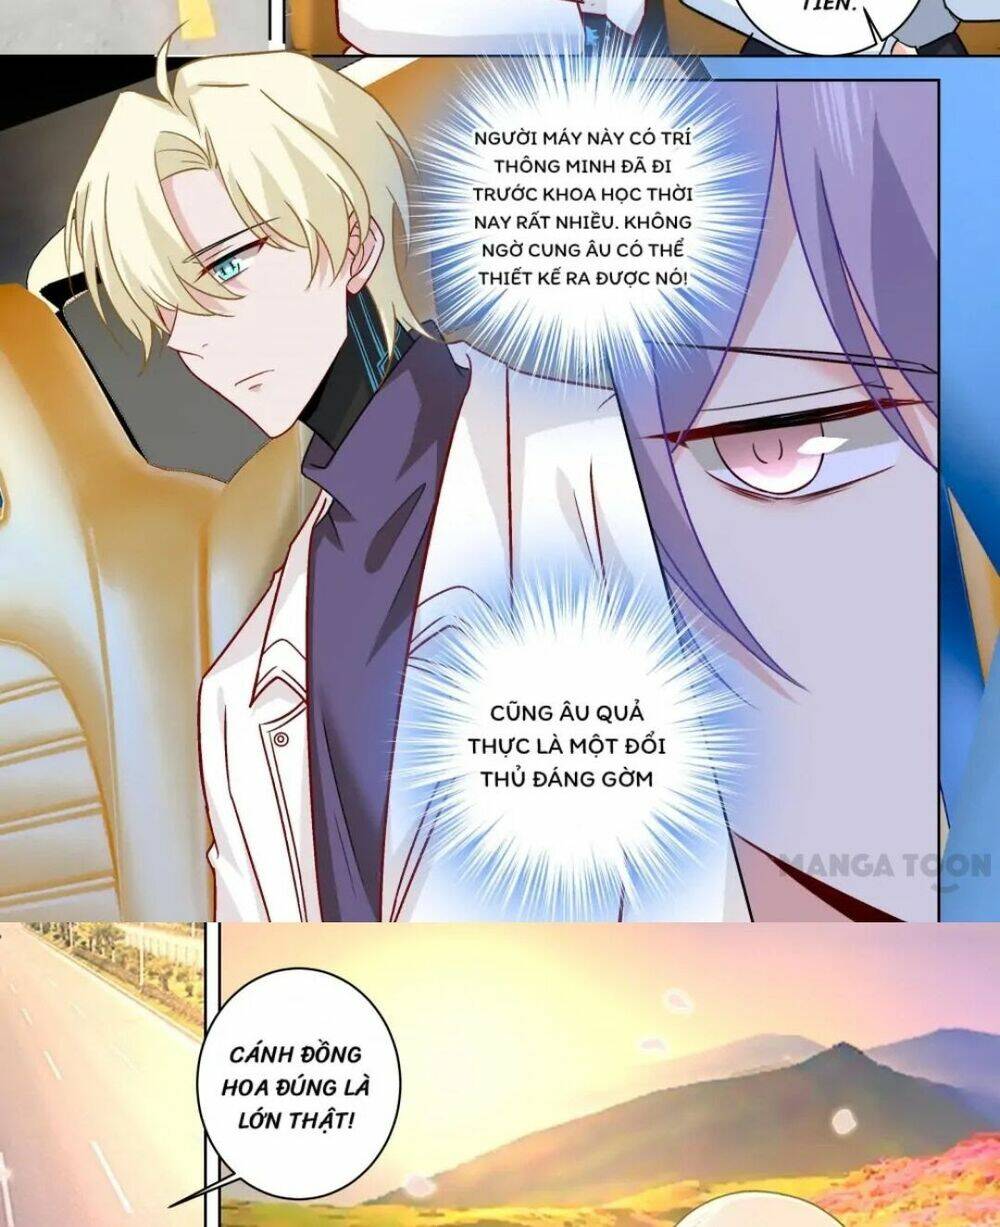 TIÊN.
NGƯỜI MÁY NÀY CÓ TRÍ
THÔNG MINH ĐÃ ĐI
TRƯỚC KHOA HỌC THỜI
NAY RẤT NHIỀU. KHÔNG
NGỜ CUNG ÂU CÓ THỂ
THIẾT KẾ RA ĐƯỢC NÓ!
CŨNG ÂU QUẢ
THỰC LÀ MỘT ĐỔI
THỦ ĐÁNG GỜM
MANGA TOON
CÁNH ĐỒNG
HOA ĐÚNG LÀ
LỚN THẬT!